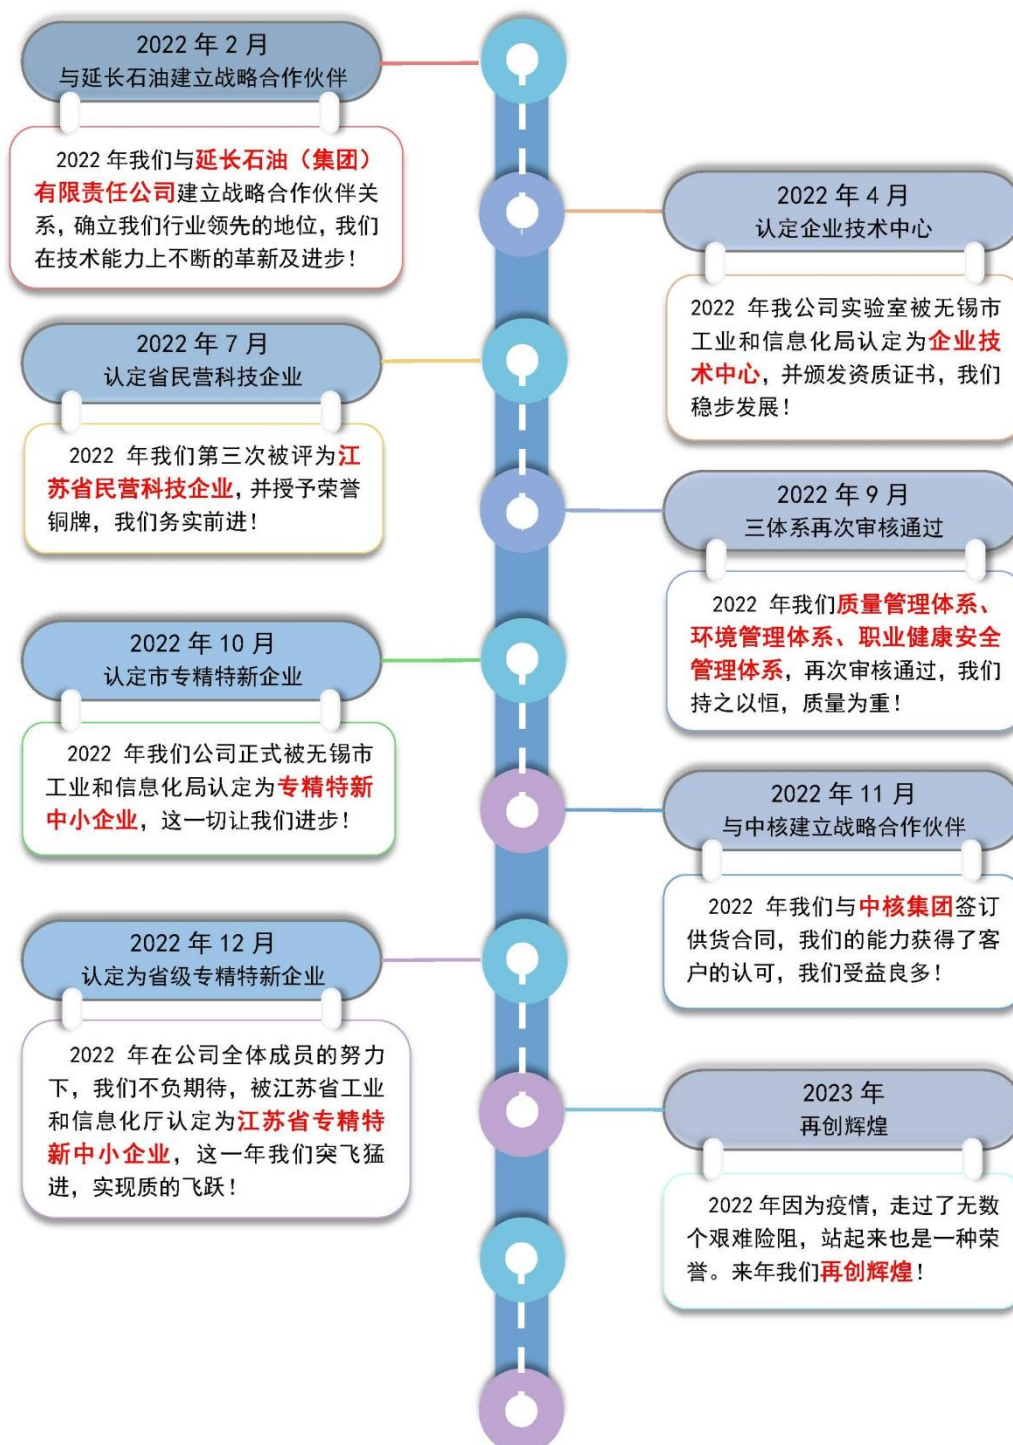 2022 年 2 月
与延长石油建立战略合作伙伴
2022 年我们与延长石油（集团）
有限责任公司建立战略合作伙伴关
系，确立我们行业领先的地位，我们
在技术能力上不断的革新及进步！
2022 年 4 月
认定企业技术中心
2022 年我公司实验室被无锡市
工业和信息化局认定为企业技
术中心，并颁发资质证书，我们
稳步发展！
2022 年 7 月
认定省民营科技企业
2022 年我们第三次被评为江
苏省民营科技企业，并授予荣誉
铜牌，我们务实前进！
2022 年 9 月
三体系再次审核通过
2022 年我们质量管理体系、
环境管理体系、职业健康安全
管理体系，再次审核通过，我们
持之以恒，质量为重！
2022 年 10 月
认定市专精特新企业
2022 年我们公司正式被无锡市
工业和信息化局认定为专精特新
中小企业，这一切让我们进步！
2022 年 11 月
与中核建立战略合作伙伴
2022 年我们与中核集团签订
供货合同，我们的能力获得了客
户的认可，我们受益良多！
2022 年 12 月
认定为省级专精特新企业
2022 年在公司全体成员的努力
下，我们不负期待，被江苏省工业
和信息化厅认定为江苏省专精特
新中小企业，这一年我们突飞猛
进，实现质的飞跃！
2023 年
再创辉煌
2022 年因为疫情，走过了无数
个艰难险阻，站起来也是一种荣
誉。来年我们再创辉煌！